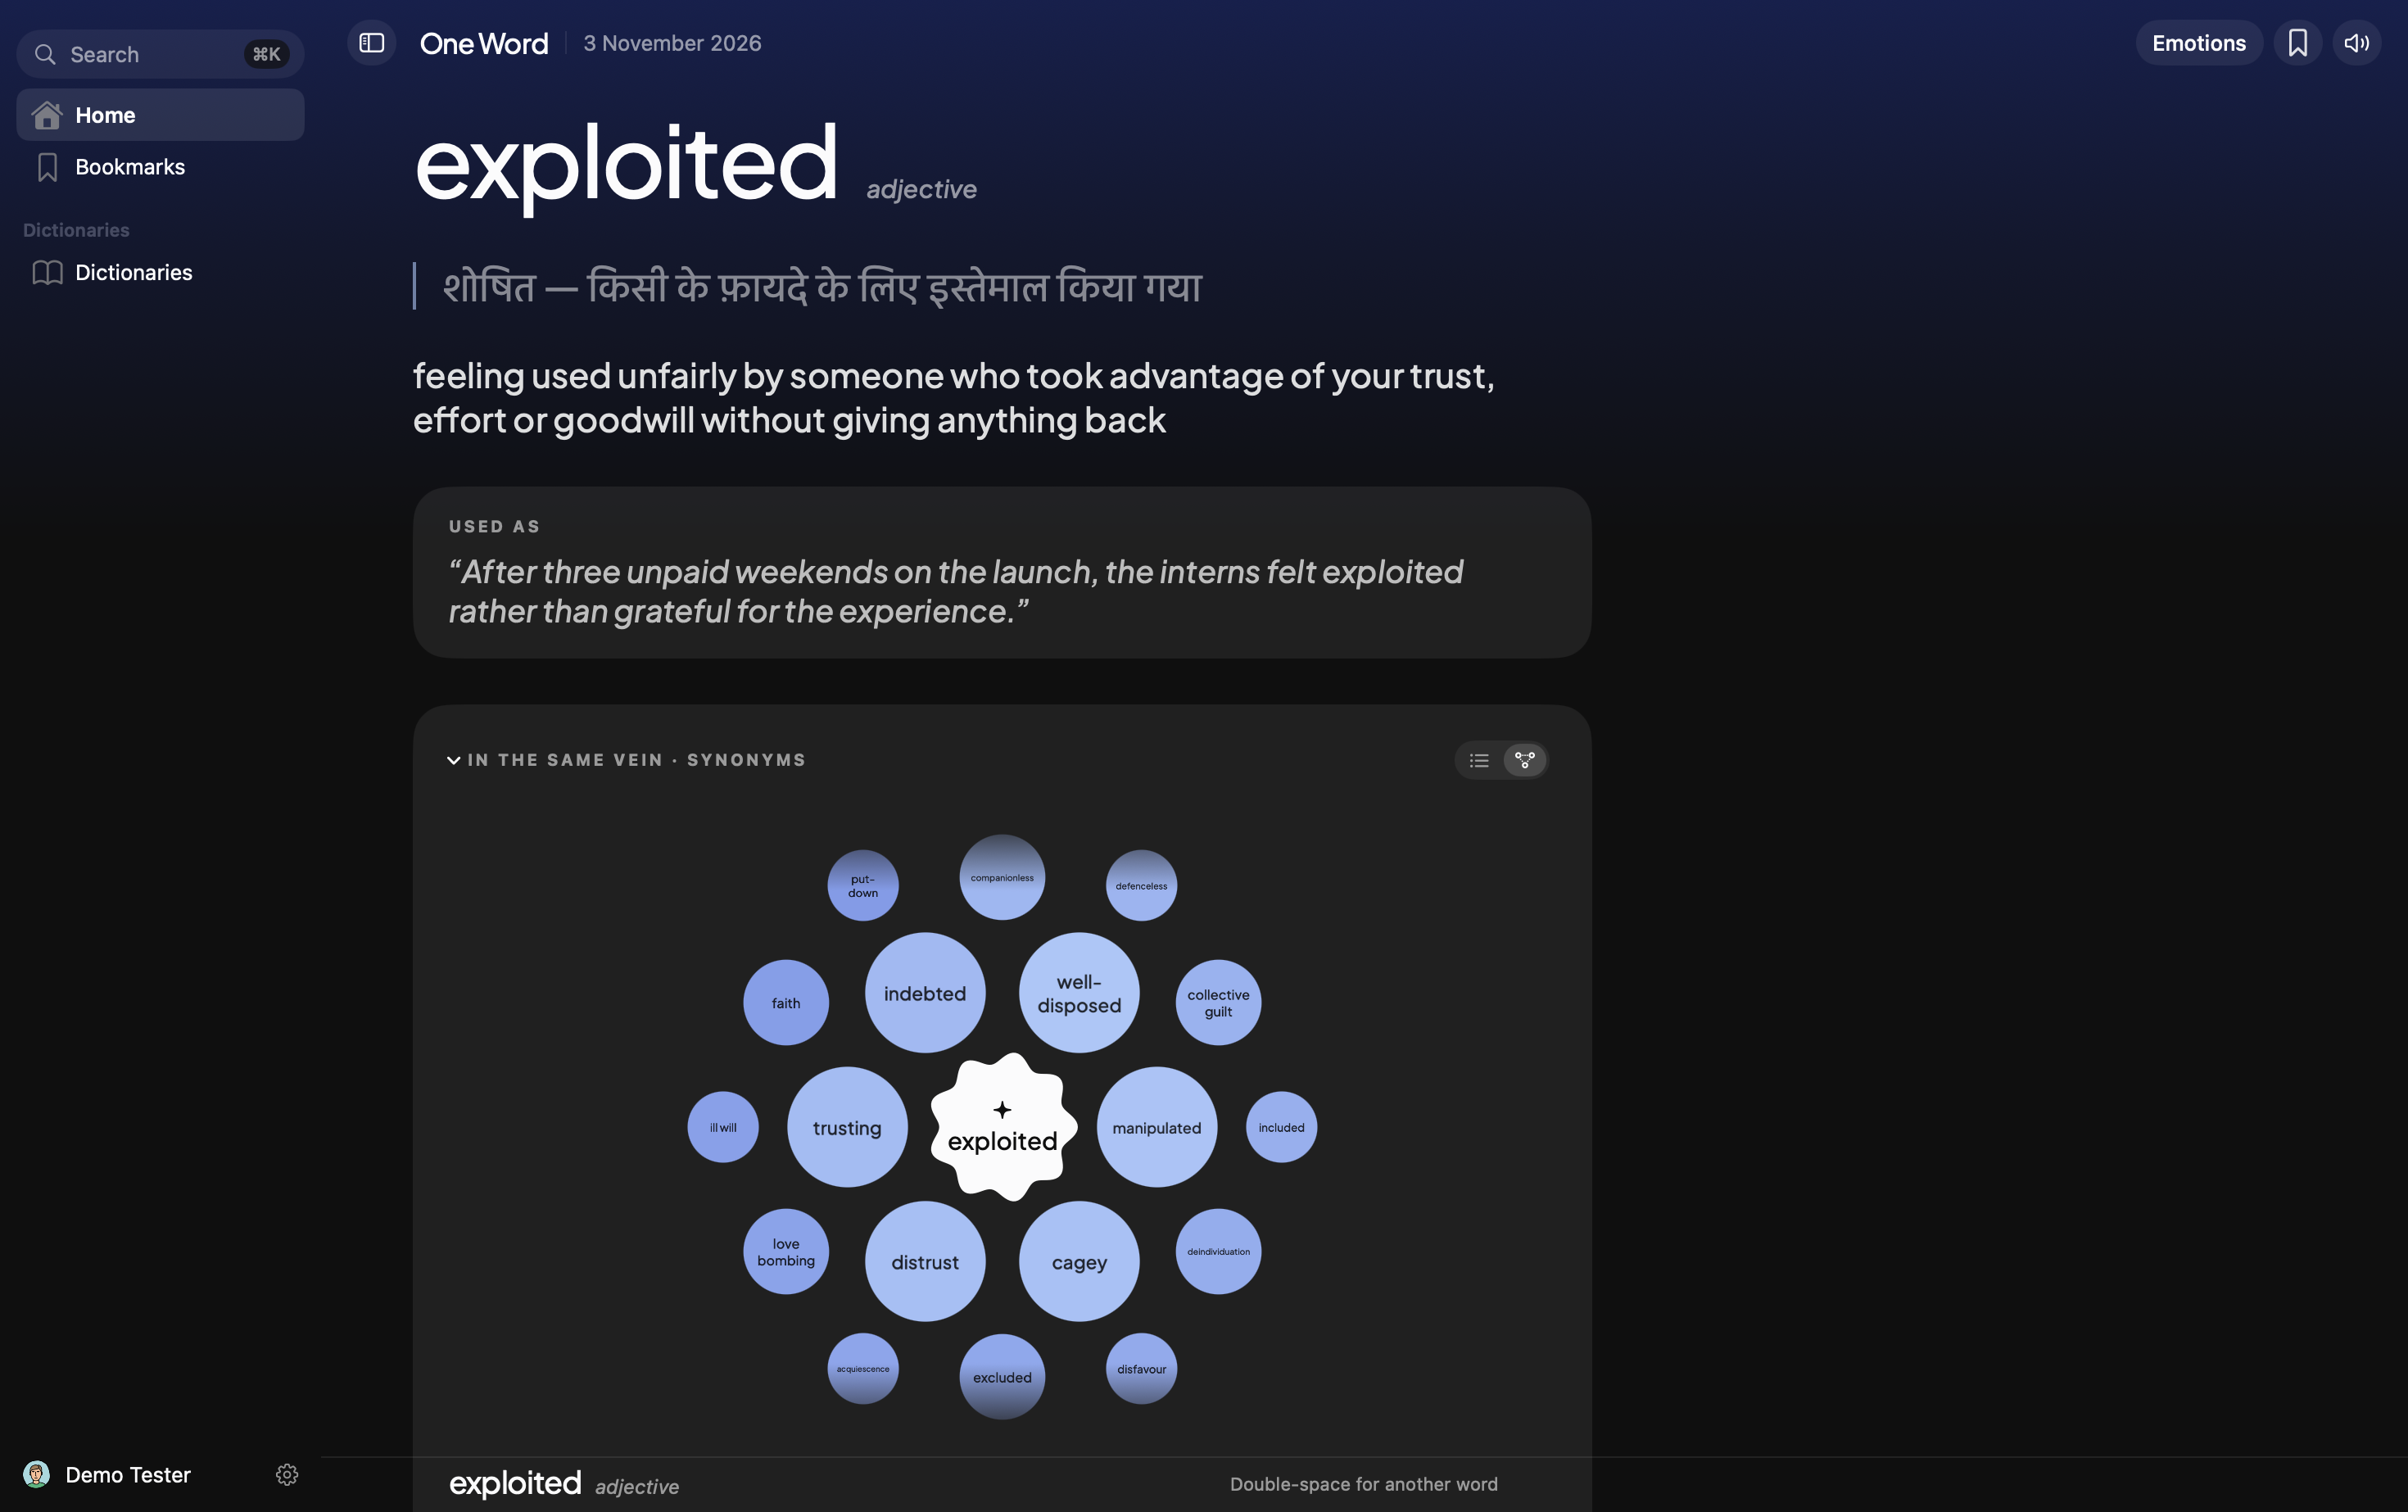 Search ⌘K
Home
Bookmarks
Dictionaries
Dictionaries
Demo Tester
One Word 3 November 2026
Emotions
exploited adjective
शोषित — किसी के फ़ायदे के लिए इस्तेमाल किया गया
feeling used unfairly by someone who took advantage of your trust,
effort or goodwill without giving anything back
USED AS
“After three unpaid weekends on the launch, the interns felt exploited
rather than grateful for the experience.”
IN THE SAME VEIN · SYNONYMS
put-
down
companionless
defenceless
faith
indebted
well-
disposed
collective
guilt
ill will
trusting
exploited
manipulated
included
love
bombing
distrust
cagey
deindividuation
acquiescence
excluded
disfavour
exploited adjective
Double-space for another word